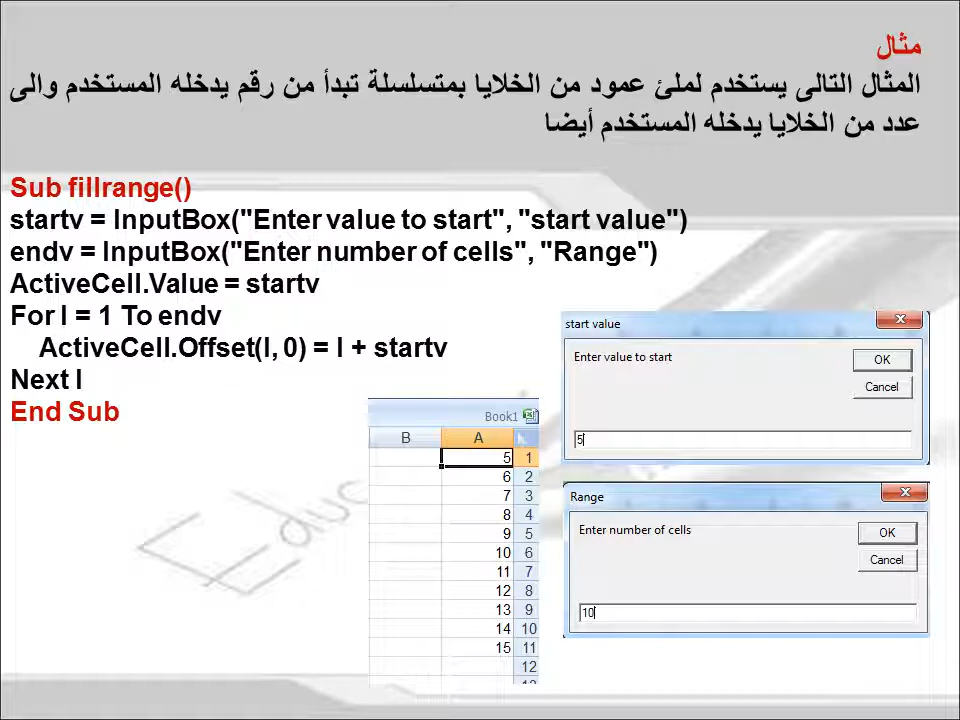 مثال
المثال التالى يستخدم لملئ عمود من الخلايا بمتسلسلة تبدأ من رقم يدخله المستخدم والى
عدد من الخلايا يدخله المستخدم أيضا
Sub fillrange()
startv = InputBox("Enter value to start", "start value")
endv = InputBox("Enter number of cells", "Range")
ActiveCell.Value = startv
For I = 1 To endv
ActiveCell.Offset(I, 0) = I + startv
Next I
End Sub
start value
Enter value to start
OK
Cancel
5
Book1
B A
5 1
6 2
7 3
8 4
9 5
10 6
11 7
12 8
13 9
14 10
15 11
12
Range
Enter number of cells
OK
Cancel
10